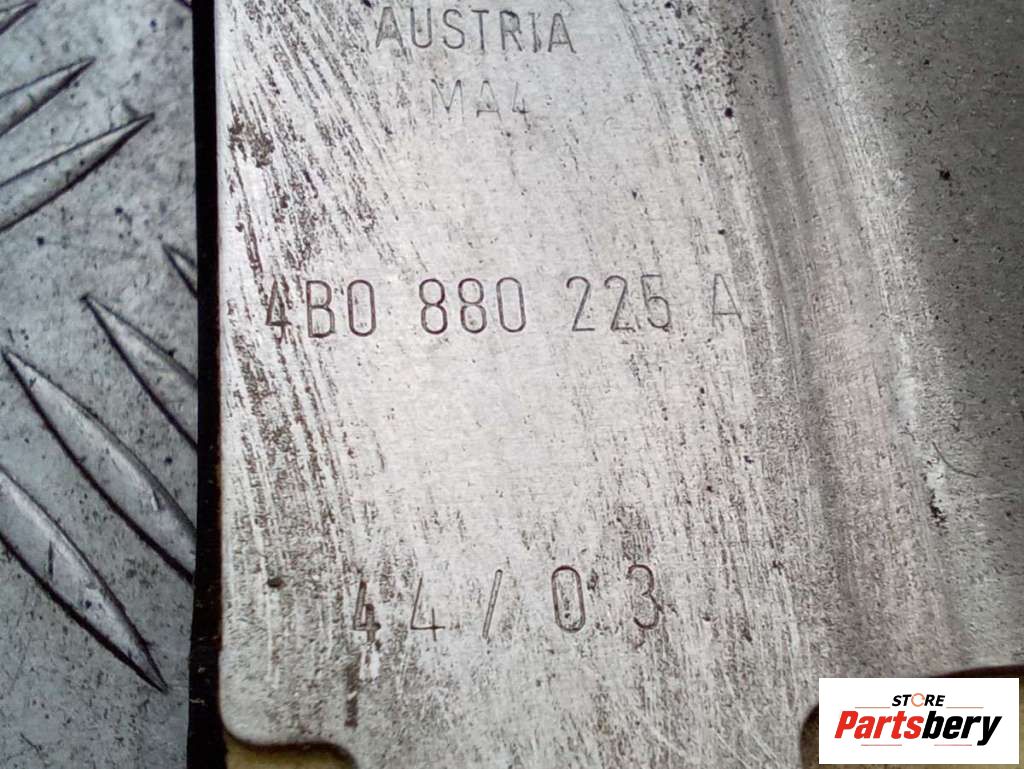 AUSTRIA
MA4
4B0 880 225 A
44/03
STORE
Partsbery